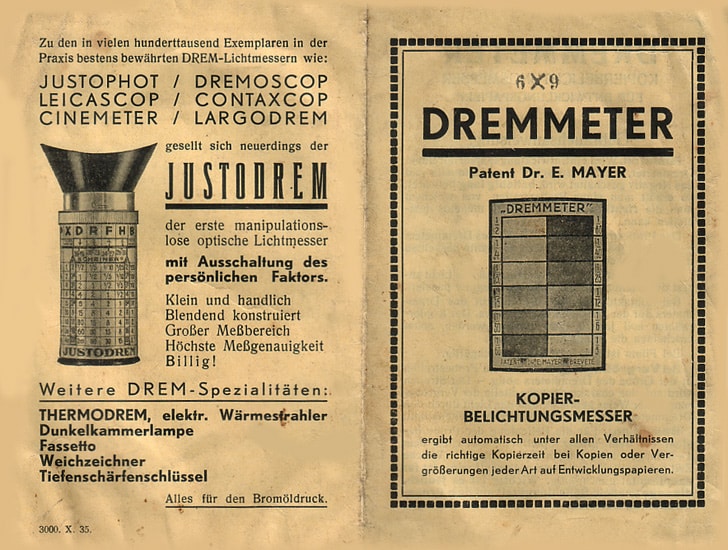 Zu den in vielen hunderttausend Exemplaren in der
Praxis bestens bewährten DREM-Lichtmessern wie:
JUSTOPHOT / DREMOSCOP
LEICASCOP / CONTAXCOP
CINEMETER / LARGODREM
gesellt sich neuerdings der
JUSTODREM
der erste manipulations-
lose optische Lichtmesser
mit Ausschaltung des
persönlichen Faktors.
Klein und handlich
Blendend konstruiert
Großer Meßbereich
Höchste Meßgenauigkeit
Billig!
X D R F H B
SCHEINER
JUSTODREM
Weitere DREM-Spezialitäten:
THERMODREM, elektr. Wärmestrahler
Dunkelkammerlampe
Fassetto
Weichzeichner
Tiefenschärfenschlüssel
Alles für den Bromöldruck.
3000. X. 35.
6X9
DREMMETER
Patent Dr. E. MAYER
„DREMMETER"
KOPIER-
BELICHTUNGSMESSER
ergibt automatisch unter allen Verhältnissen
die richtige Kopierzeit bei Kopien oder Ver-
größerungen jeder Art auf Entwicklungspapieren.